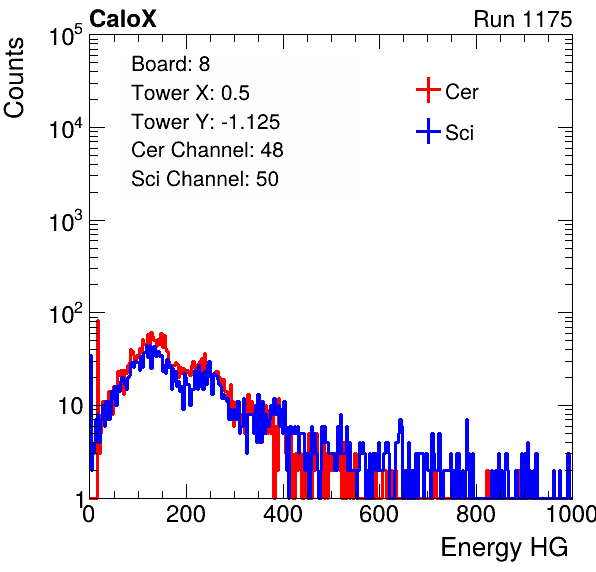 CaloX Run 1175
Counts
10^5
10^4
10^3
10^2
10
1
Board: 8
Tower X: 0.5
Tower Y: -1.125
Cer Channel: 48
Sci Channel: 50
Cer
Sci
0 200 400 600 800 1000
Energy HG